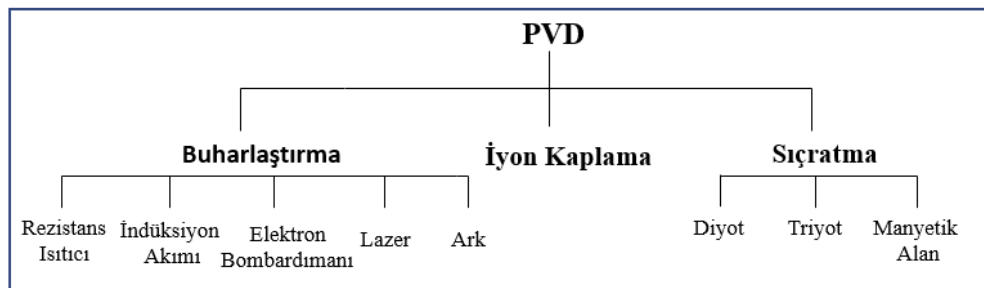 PVD
Buharlaştırma
İyon Kaplama
Sıçratma
Rezistans
Isıtıcı
İndüksiyon
Akımı
Elektron
Bombardımanı
Lazer
Ark
Diyot
Triyot
Manyetik
Alan